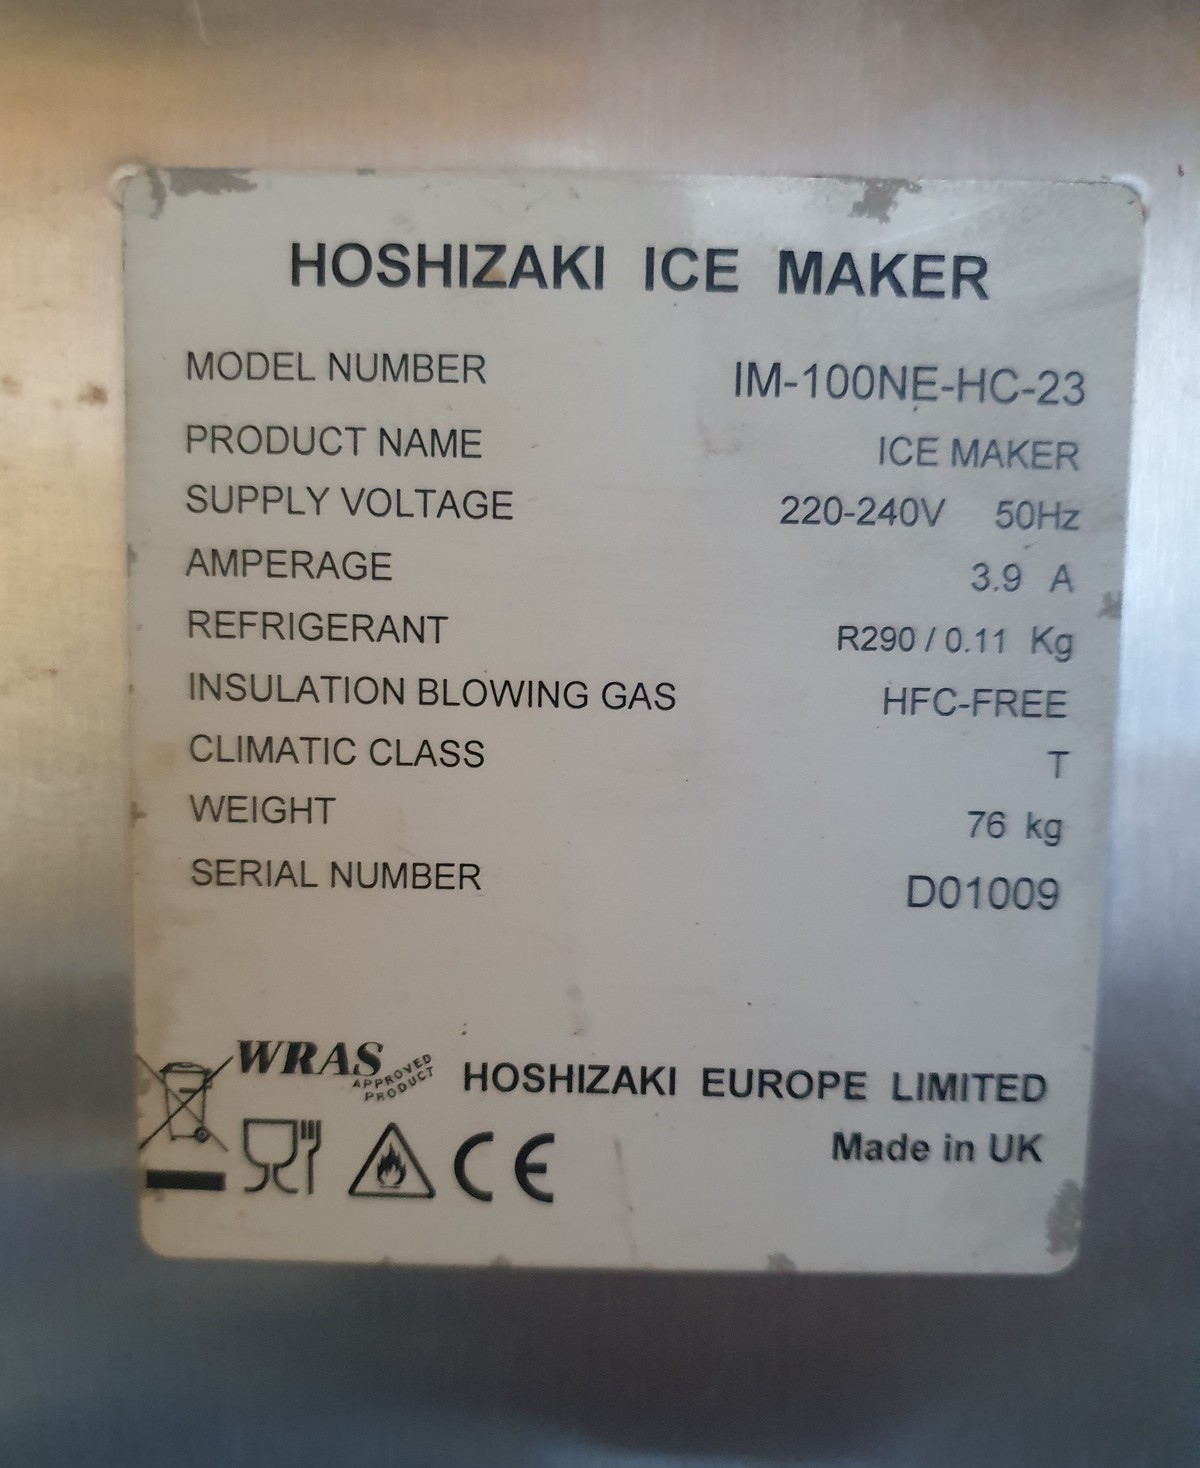 HOSHIZAKI ICE MAKER
MODEL NUMBER IM-100NE-HC-23
PRODUCT NAME ICE MAKER
SUPPLY VOLTAGE 220-240V 50Hz
AMPERAGE 3.9 A
REFRIGERANT R290 / 0.11 Kg
INSULATION BLOWING GAS HFC-FREE
CLIMATIC CLASS T
WEIGHT 76 kg
SERIAL NUMBER D01009
WRAS
APPROVED
PRODUCT
HOSHIZAKI EUROPE LIMITED
CE
Made in UK